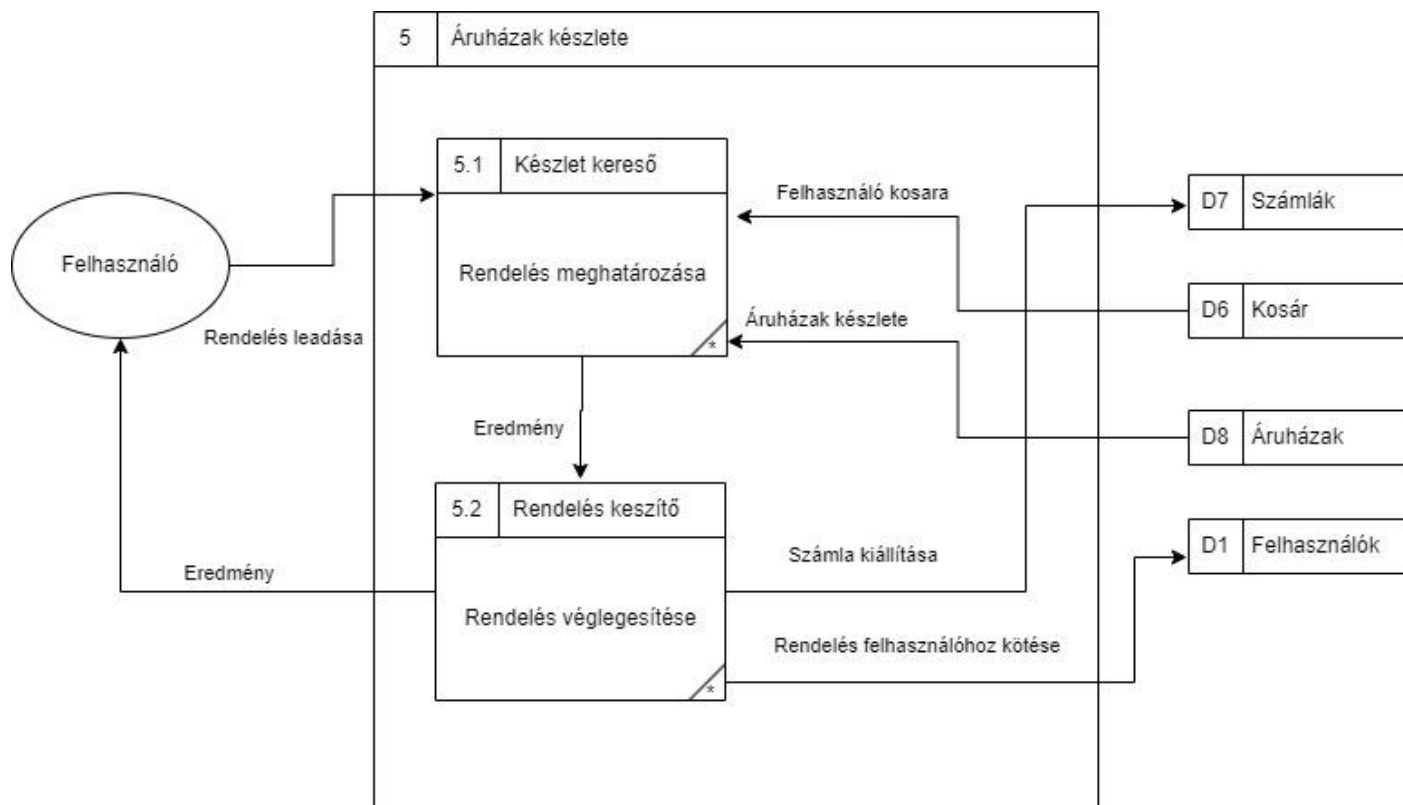 5 Áruházak készlete
5.1 Készlet kereső
Felhasználó kosara
D7 Számlák
Felhasználó
Rendelés meghatározása
D6 Kosár
Rendelés leadása
Áruházak készlete
*
Eredmény
D8 Áruházak
5.2 Rendelés keszítő
Számla kiállítása
D1 Felhasználók
Eredmény
Rendelés véglegesítése
Rendelés felhasználóhoz kötése
*